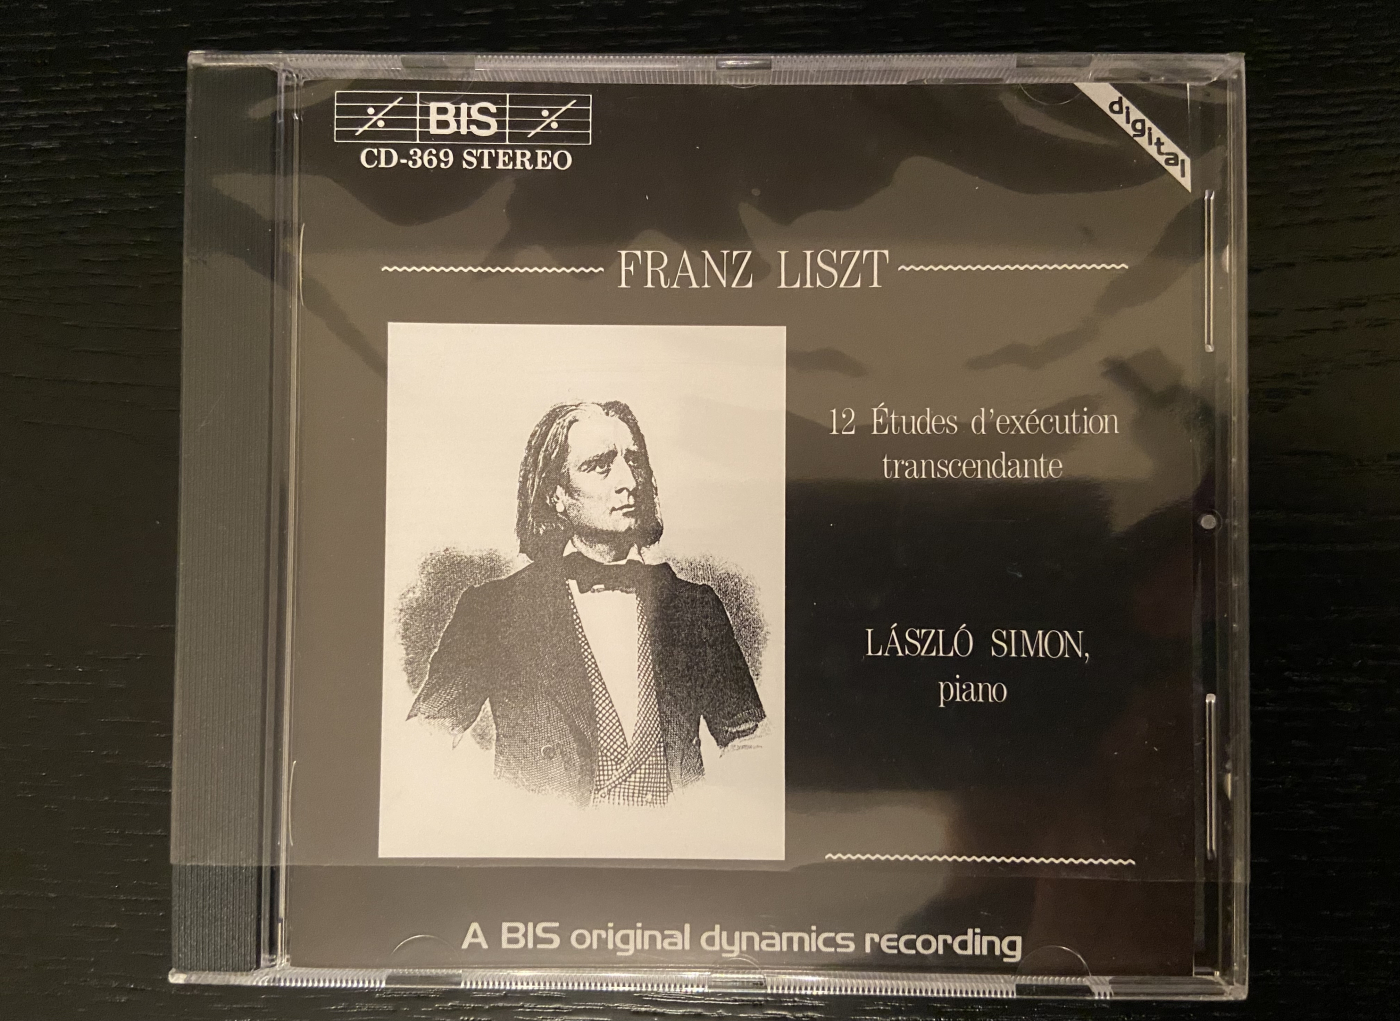 BIS
CD-369 STEREO
digital
FRANZ LISZT
12 Études d'exécution
transcendante
LÁSZLÓ SIMON,
piano
A BIS original dynamics recording